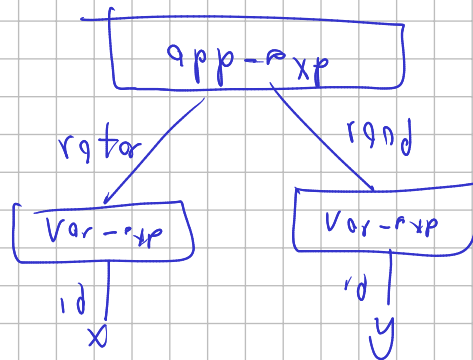 app-exp
rator rand
var-exp var-exp
id id
x y